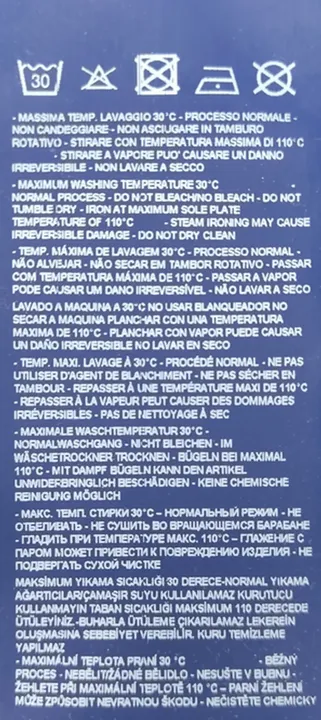 30
- MASSIMA TEMP. LAVAGGIO 30°C - PROCESSO NORMALE -
NON CANDEGGIARE - NON ASCIUGARE IN TAMBURO
ROTATIVO - STIRARE CON TEMPERATURA MASSIMA DI 110°C
- STIRARE A VAPORE PUO' CAUSARE UN DANNO
IRREVERSIBILE - NON LAVARE A SECCO
- MAXIMUM WASHING TEMPERATURE 30°C
NORMAL PROCESS - DO NOT BLEACH/NO BLEACH - DO NOT
TUMBLE DRY - IRON AT MAXIMUM SOLE PLATE
TEMPERATURE OF 110°C - STEAM IRONING MAY CAUSE
IRREVERSIBLE DAMAGE - DO NOT DRY CLEAN
- TEMP. MÁXIMA DE LAVAGEM 30°C - PROCESSO NORMAL -
NÃO ALVEJAR - NÃO SECAR EM TAMBOR ROTATIVO - PASSAR
COM TEMPERATURA MÁXIMA DE 110°C - PASSAR A VAPOR
PODE CAUSAR UM DANO IRREVERSÍVEL - NÃO LAVAR A SECO
LAVADO A MAQUINA A 30°C NO USAR BLANQUEADOR NO
SECAR A MAQUINA PLANCHAR CON UNA TEMPERATURA
MAXIMA DE 110°C - PLANCHAR CON VAPOR PUEDE CAUSAR
UN DAÑO IRREVERSIBLE NO LAVAR EN SECO
- TEMP. MAXI. LAVAGE À 30°C - PROCÉDÉ NORMAL - NE PAS
UTILISER D'AGENT DE BLANCHIMENT - NE PAS SÉCHER EN
TAMBOUR - REPASSER À UNE TEMPÉRATURE MAXI DE 110°C
- REPASSER À LA VAPEUR PEUT CAUSER DES DOMMAGES
IRRÉVERSIBLES - PAS DE NETTOYAGE À SEC
- MAXIMALE WASCHTEMPERATUR 30°C -
NORMALWASCHGANG - NICHT BLEICHEN - IM
WÄSCHETROCKNER TROCKNEN - BÜGELN BEI MAXIMAL
110°C - MIT DAMPF BÜGELN KANN DEN ARTIKEL
UNWIDERBRINGLICH BESCHÄDIGEN - KEINE CHEMISCHE
REINIGUNG MÖGLICH
- МАКС. ТЕМП. СТИРКИ 30°C – НОРМАЛЬНЫЙ РЕЖИМ - НЕ
ОТБЕЛИВАТЬ - НЕ СУШИТЬ ВО ВРАЩАЮЩЕМСЯ БАРАБАНЕ
- ГЛАДИТЬ ПРИ ТЕМПЕРАТУРЕ МАКС. 110°C – ГЛАЖЕНИЕ С
ПАРОМ МОЖЕТ ПРИВЕСТИ К ПОВРЕЖДЕНИЮ ИЗДЕЛИЯ - НЕ
ПОДВЕРГАТЬ СУХОЙ ЧИСТКЕ
MAKSİMUM YIKAMA SICAKLIĞI 30 DERECE-NORMAL YIKAMA
AĞARTICILAR/ÇAMAŞIR SUYU KULLANILAMAZ KURUTUCU
KULLANMAYIN TABAN SICAKLIĞI MAKSİMUM 110 DERECEDE
ÜTÜLEYİNİZ.-BUHARLA ÜTÜLEME ÇIKARILAMAZ LEKERELİN
OLUŞMASINA SEBEBİYET VEREBİLİR. KURU TEMİZLEME
YAPILMAZ
- MAXIMÁLNÍ TEPLOTA PRANÍ 30 °C - BĚŽNÝ
PROCES - NEBĚLIT/ŽÁDNÉ BĚLIDLO - NESUŠIT V BUBNU -
ŽEHLETE PŘI MAXIMÁLNÍ TEPLOTĚ 110 °C – PARNÍ ŽEHLENÍ
MŮŽE ZPŮSOBIT NEVRATNOU ŠKODU - NEČISTĚTE CHEMICKY